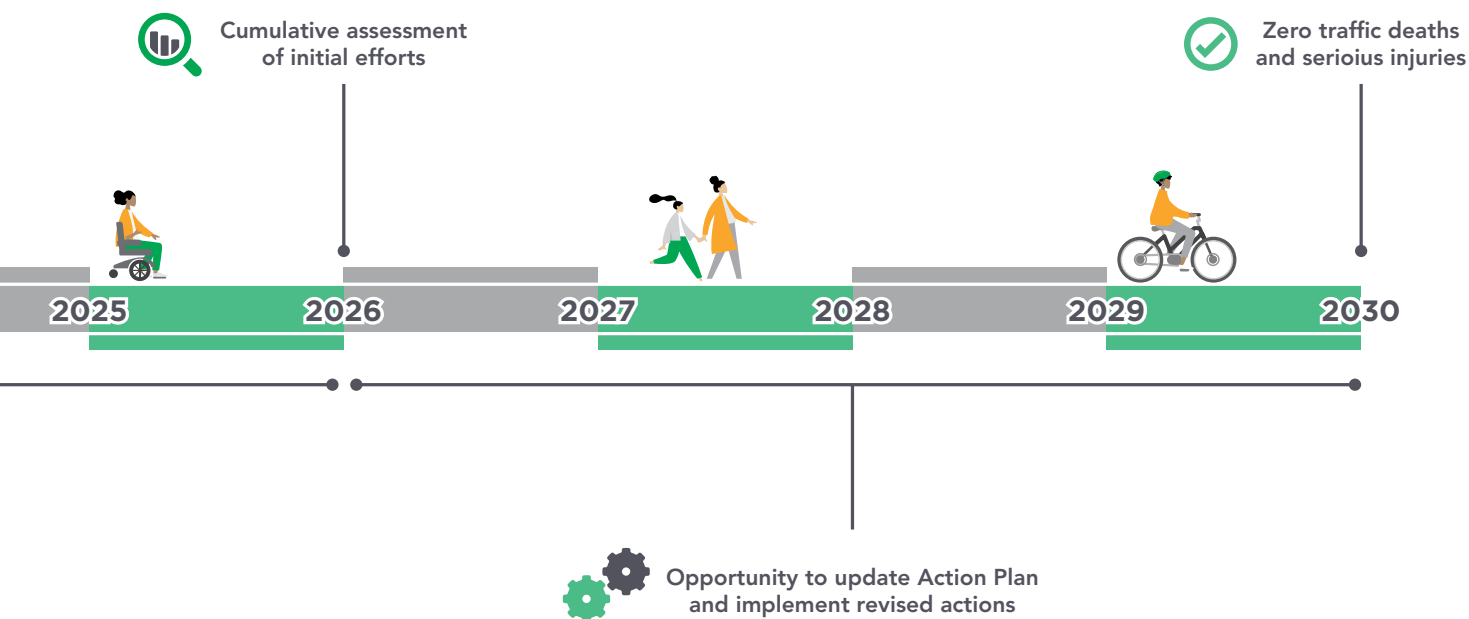 Cumulative assessment
of initial efforts
Zero traffic deaths
and serioius injuries
2025
2026
2027
2028
2029
2030
Opportunity to update Action Plan
and implement revised actions